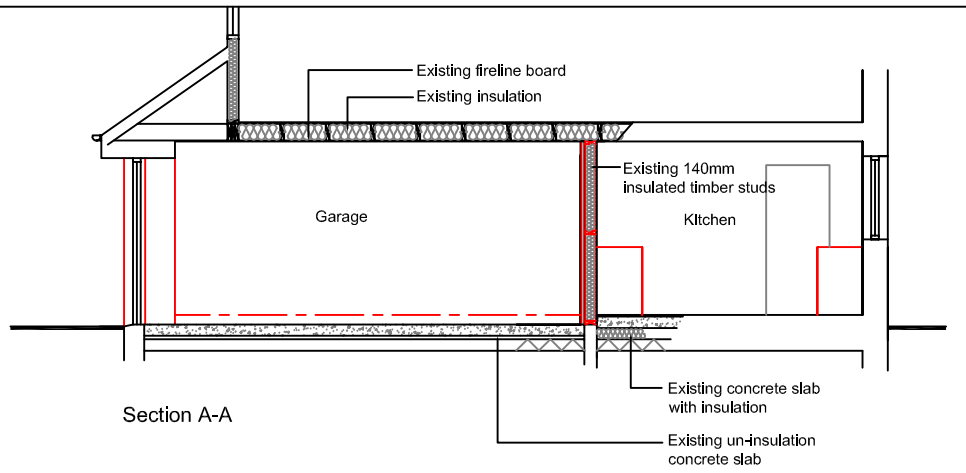 Existing fireline board
Existing insulation
Existing 140mm
insulated timber studs
Garage
KItchen
Existing concrete slab
with insulation
Section A-A
Existing un-insulation
concrete slab